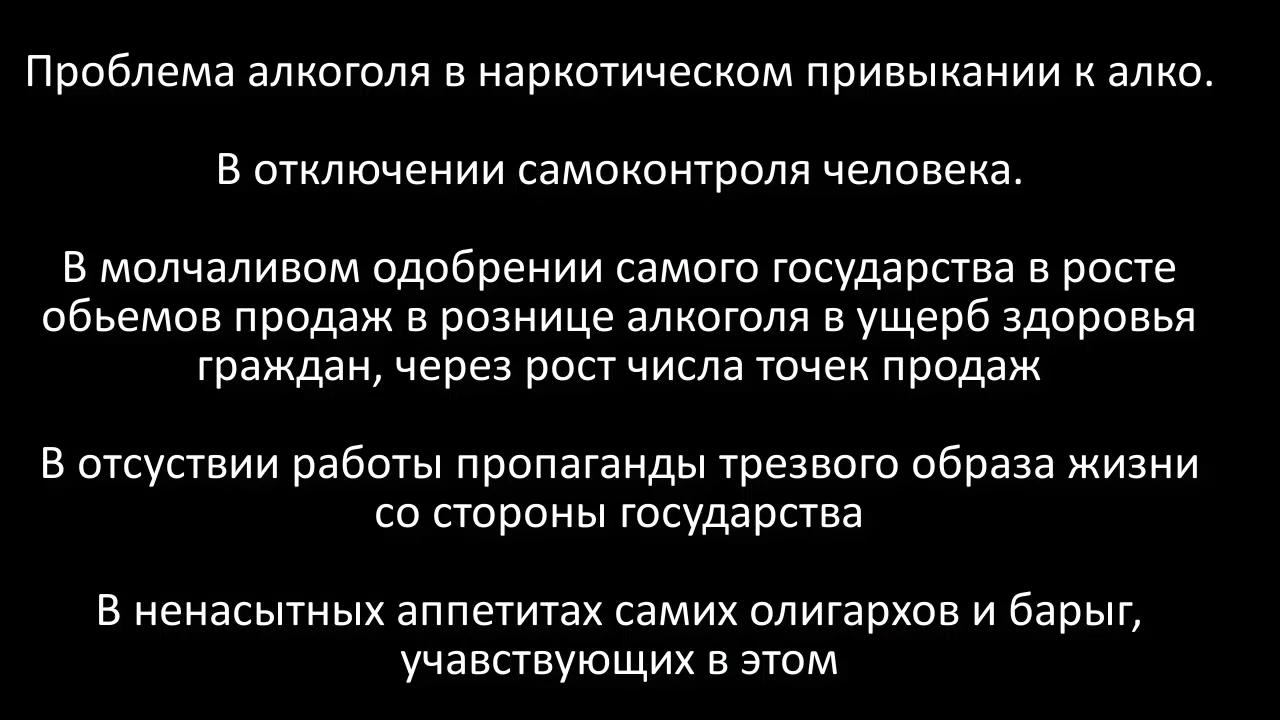 Проблема алкоголя в наркотическом привыкании к алко.
В отключении самоконтроля человека.
В молчаливом одобрении самого государства в росте
обьемов продаж в рознице алкоголя в ущерб здоровья
граждан, через рост числа точек продаж
В отсуствии работы пропаганды трезвого образа жизни
со стороны государства
В ненасытных аппетитах самих олигархов и барыг,
учавствующих в этом